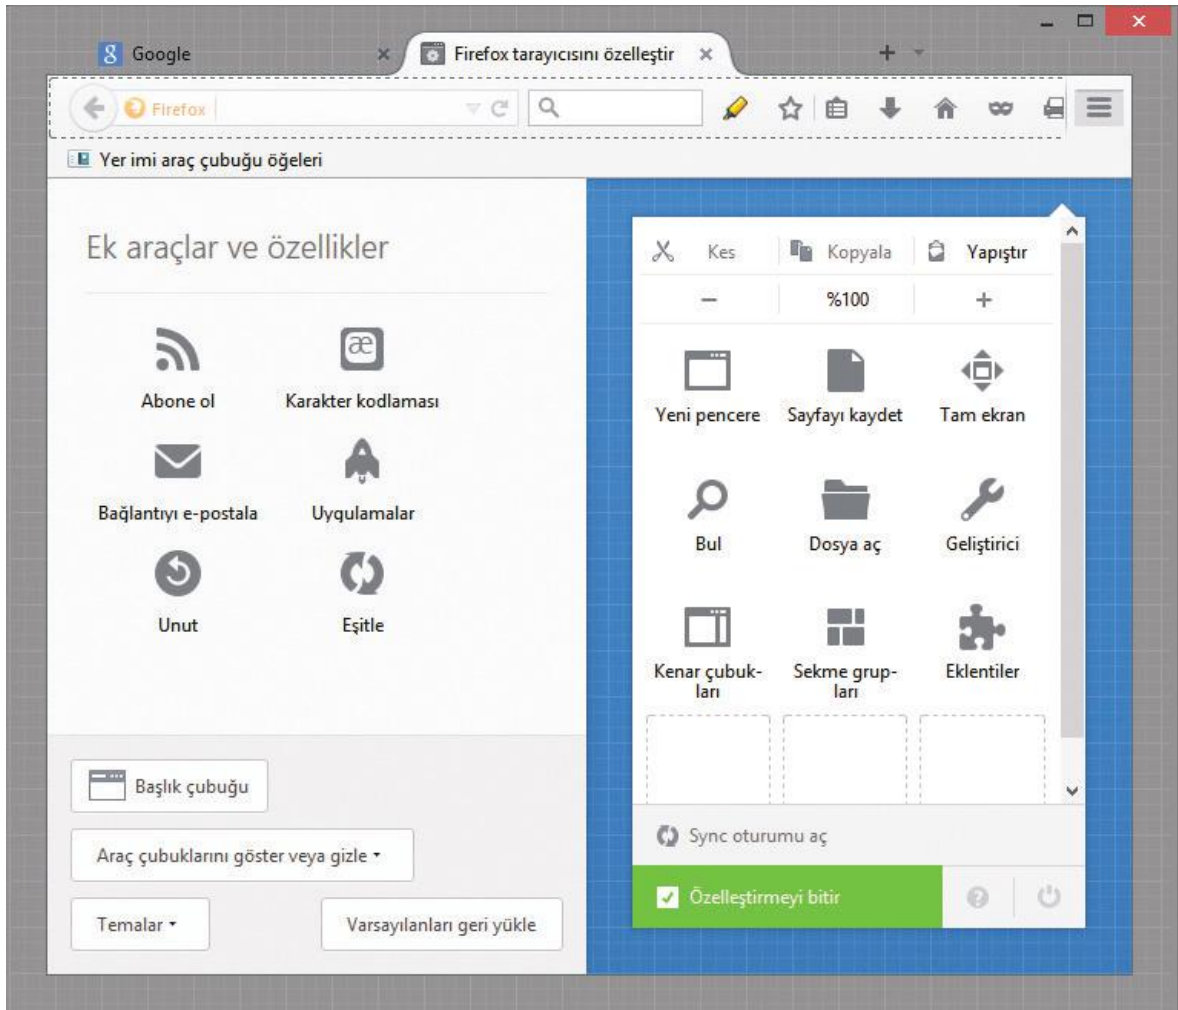 Google
Firefox tarayıcısını özelleştir
Firefox
Yer imi araç çubuğu öğeleri
Ek araçlar ve özellikler
Abone ol
Karakter kodlaması
Bağlantıyı e-postala
Uygulamalar
Unut
Eşitle
Başlık çubuğu
Araç çubuklarını göster veya gizle
Temalar
Varsayılanları geri yükle
Kes
Kopyala
Yapıştır
− %100 +
Yeni pencere
Sayfayı kaydet
Tam ekran
Bul
Dosya aç
Geliştirici
Kenar çubuk-
ları
Sekme grup-
ları
Eklentiler
Sync oturumu aç
Özelleştirmeyi bitir